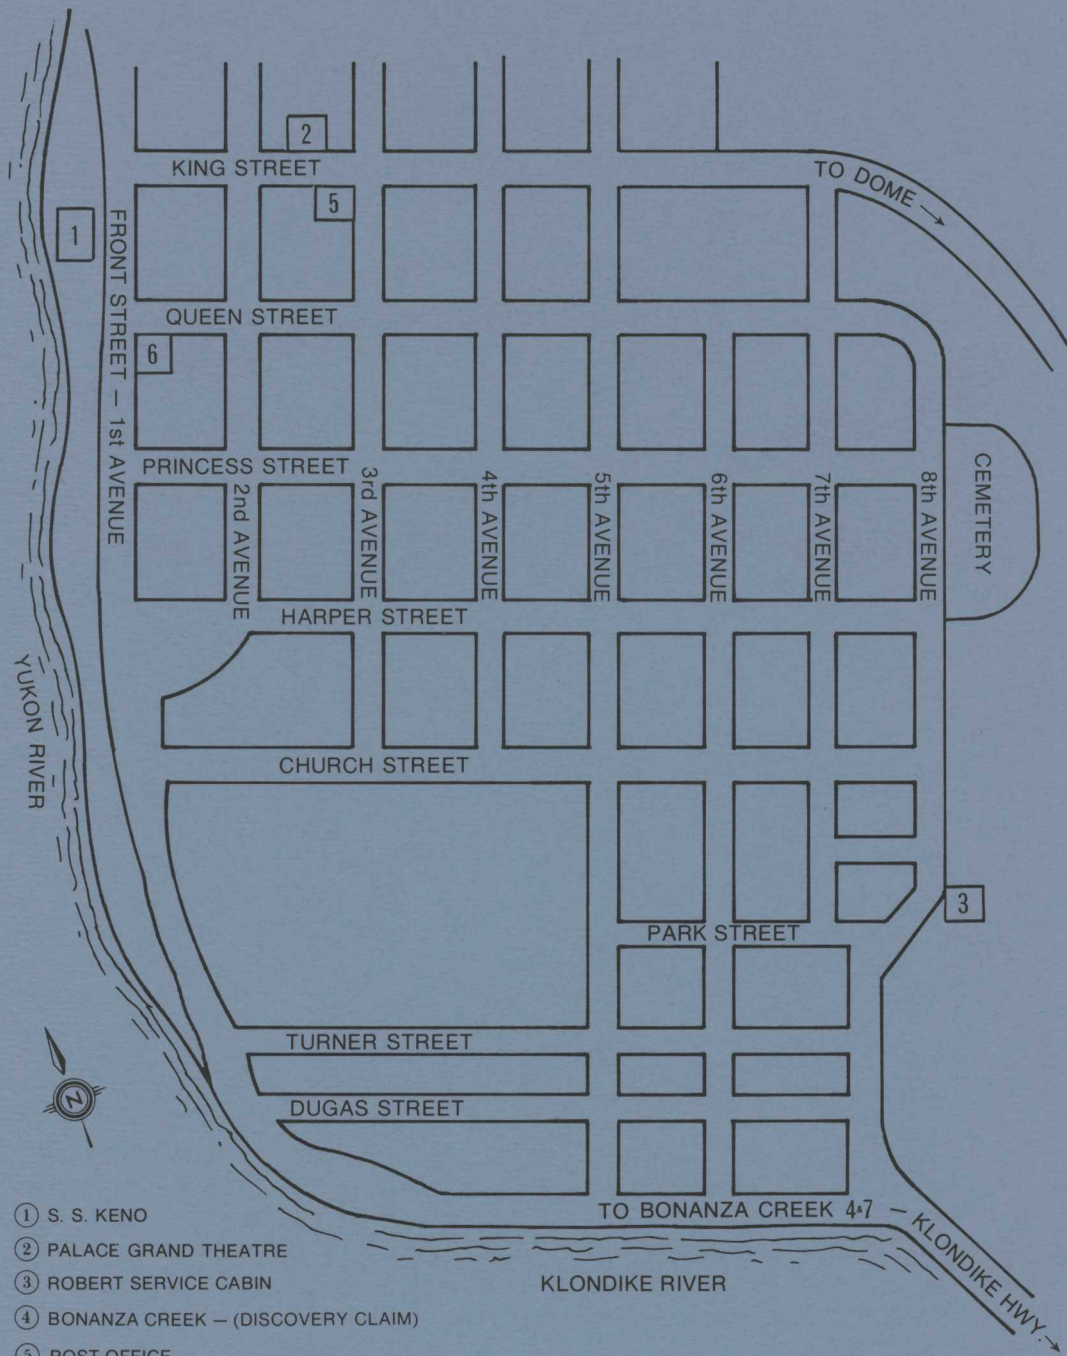 2
KING STREET
TO DOME →
5
1
FRONT STREET — 1st AVENUE
QUEEN STREET
6
PRINCESS STREET
2nd AVENUE
3rd AVENUE
4th AVENUE
5th AVENUE
6th AVENUE
7th AVENUE
8th AVENUE
CEMETERY
HARPER STREET
YUKON RIVER
CHURCH STREET
3
PARK STREET
TURNER STREET
DUGAS STREET
N
TO BONANZA CREEK 4&7 — KLONDIKE HWY. →
KLONDIKE RIVER
① S. S. KENO
② PALACE GRAND THEATRE
③ ROBERT SERVICE CABIN
④ BONANZA CREEK — (DISCOVERY CLAIM)
⑤ POST OFFICE